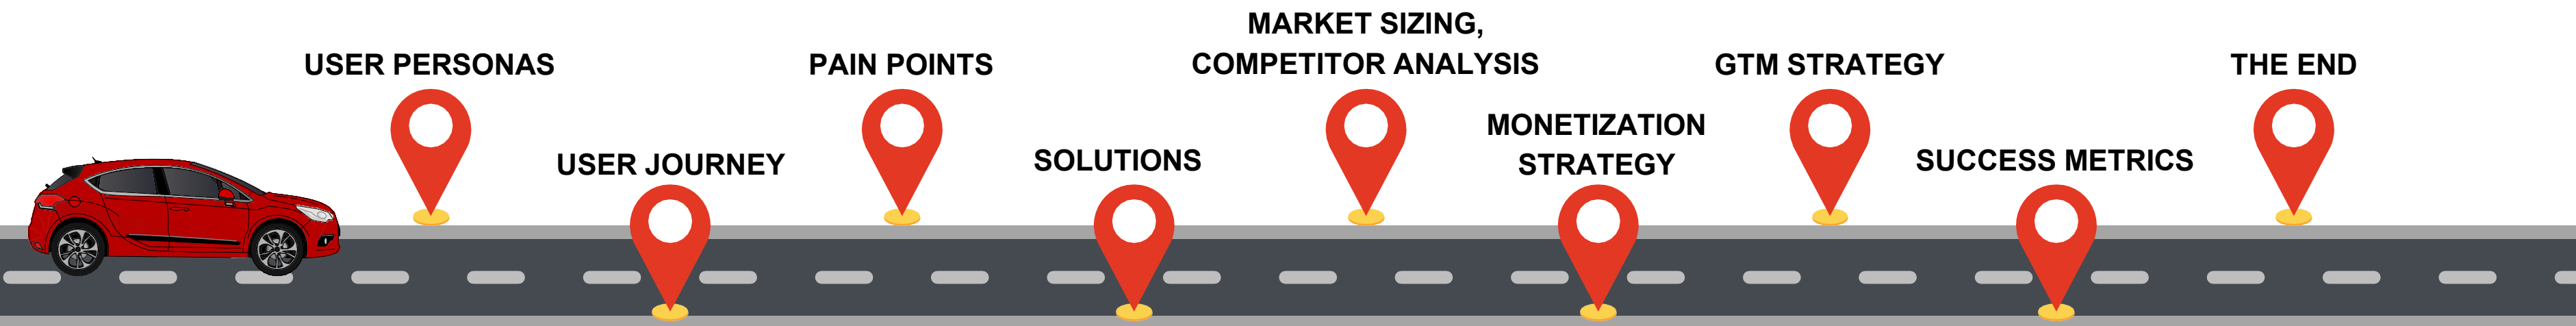 USER PERSONAS
USER JOURNEY
PAIN POINTS
SOLUTIONS
MARKET SIZING,
COMPETITOR ANALYSIS
MONETIZATION
STRATEGY
GTM STRATEGY
SUCCESS METRICS
THE END